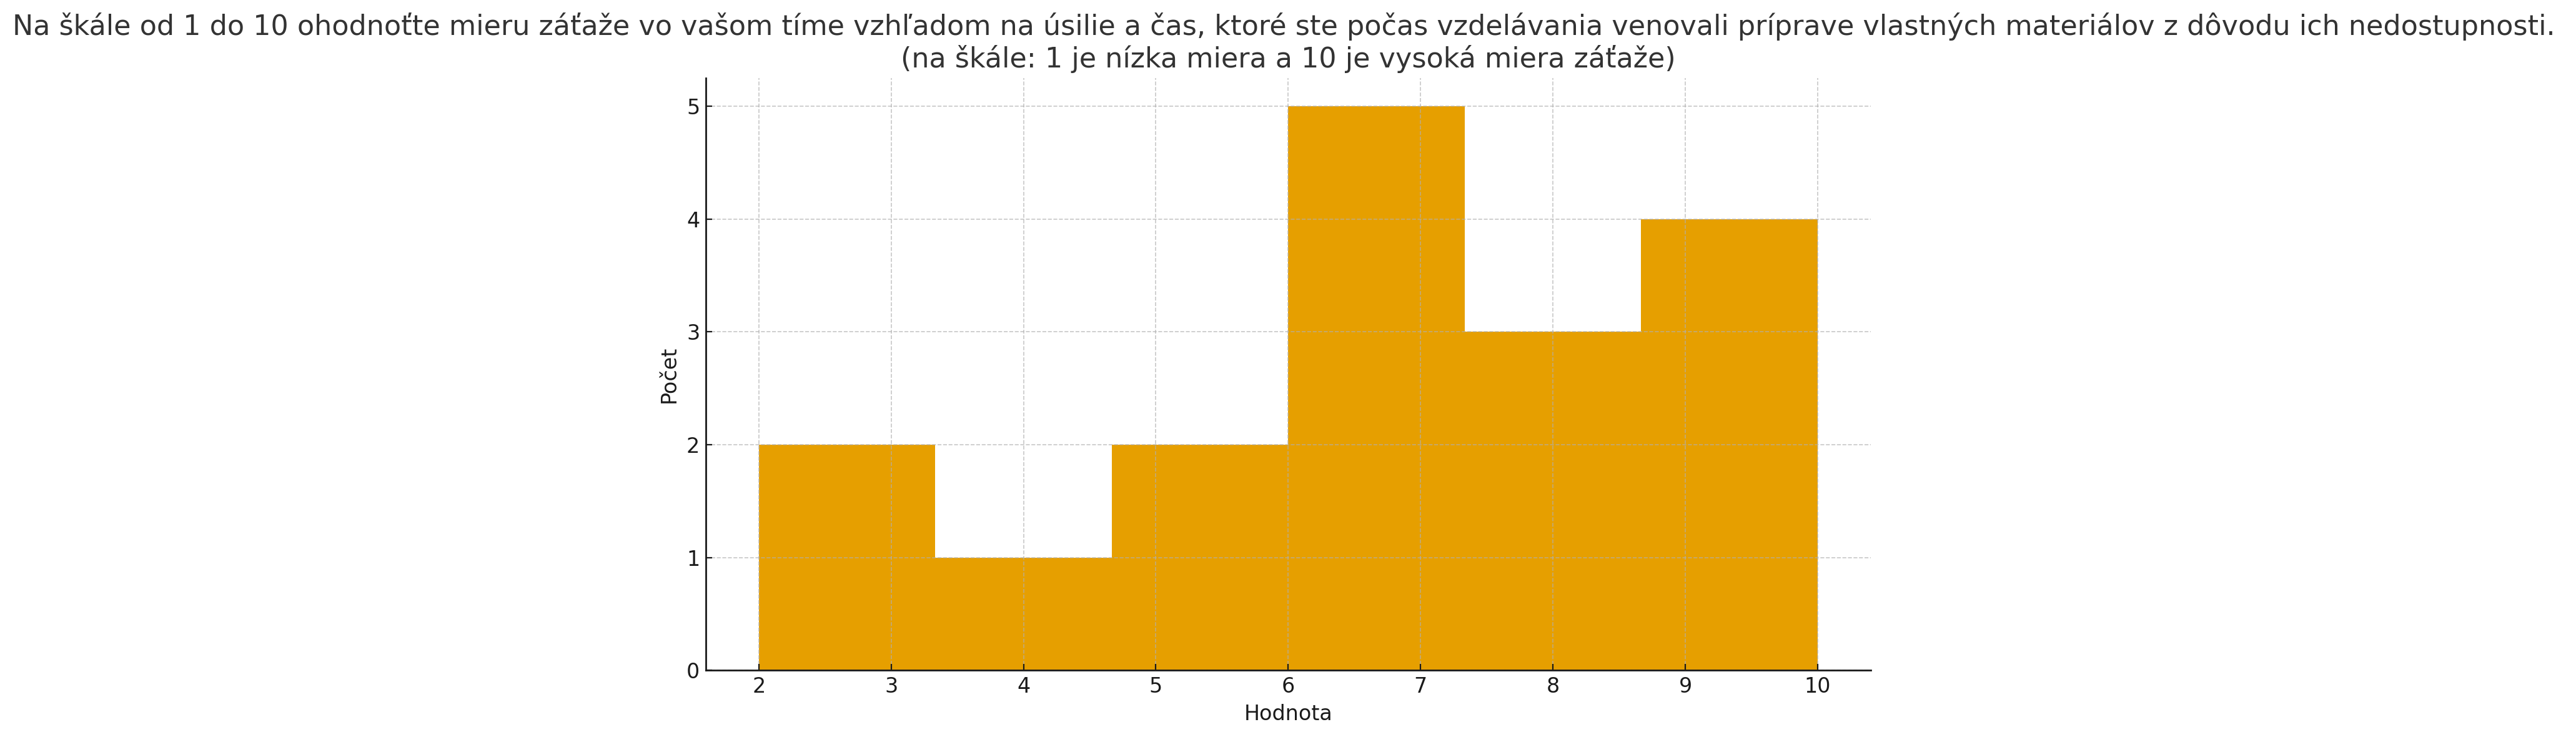 Na škále od 1 do 10 ohodnoťte mieru záťaže vo vašom tíme vzhľadom na úsilie a čas, ktoré ste počas vzdelávania venovali príprave vlastných materiálov z dôvodu ich nedostupnosti.
(na škále: 1 je nízka miera a 10 je vysoká miera záťaže)
5
4
3
2
1
0
Počet
2 3 4 5 6 7 8 9 10
Hodnota